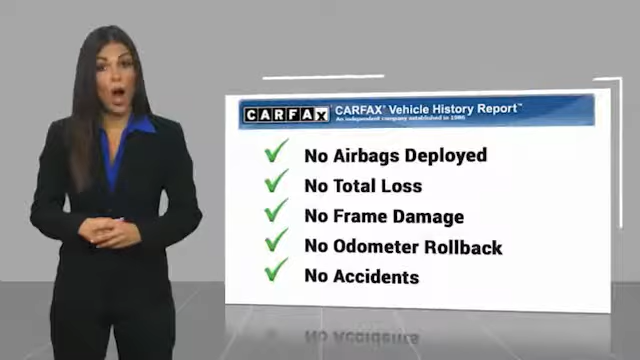 CARFAX CARFAX® Vehicle History Report™
An independent company established in 1986
No Airbags Deployed
No Total Loss
No Frame Damage
No Odometer Rollback
No Accidents